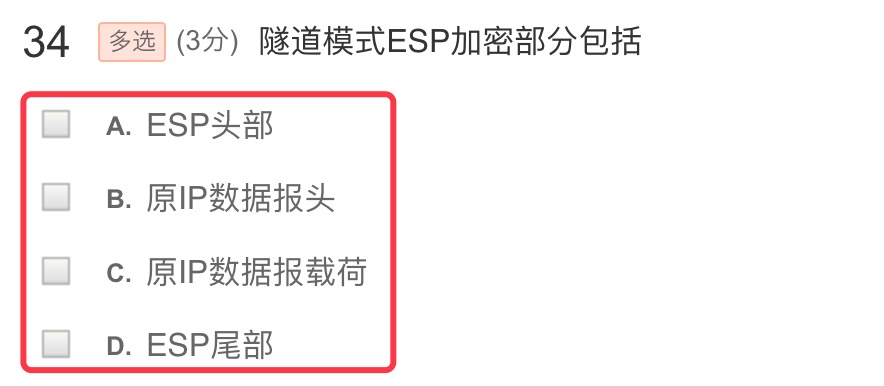 34 多选 (3分) 隧道模式ESP加密部分包括
A. ESP头部
B. 原IP数据报头
C. 原IP数据报载荷
D. ESP尾部